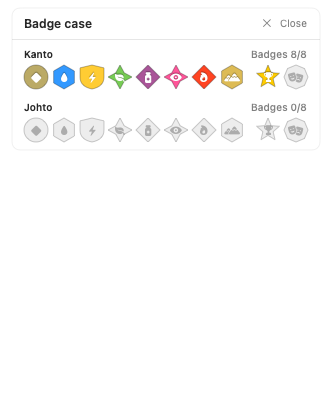 Badge case
Close
Kanto
Badges 8/8
Johto
Badges 0/8